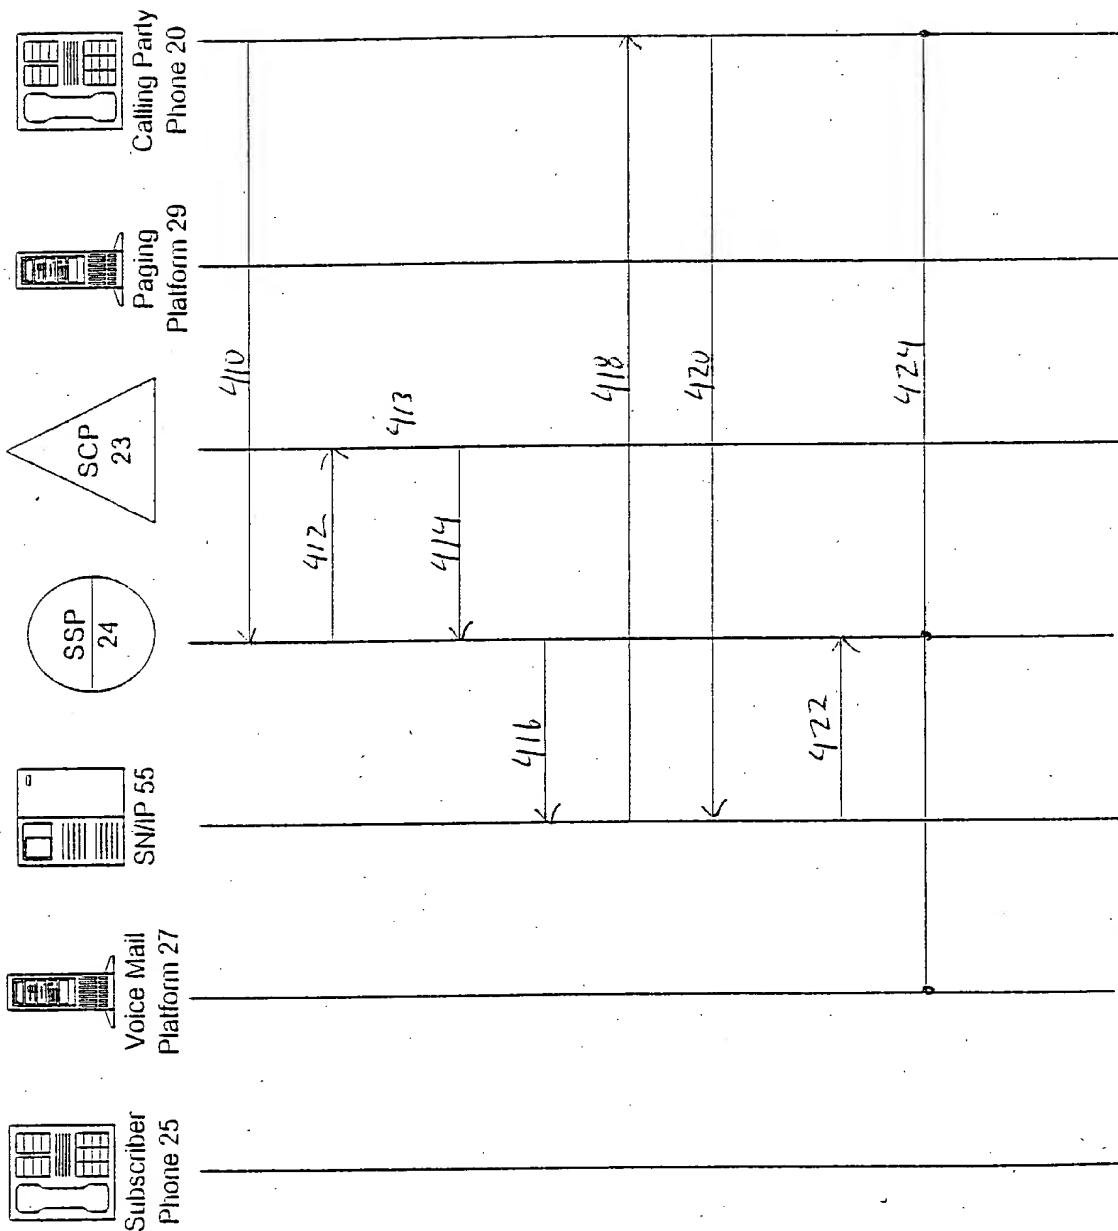 Subscriber
Phone 25
Voice Mail
Platform 27
SN/IP 55
SSP
24
SCP
23
Paging
Platform 29
Calling Party
Phone 20
410
412
413
414
416
418
420
422
424